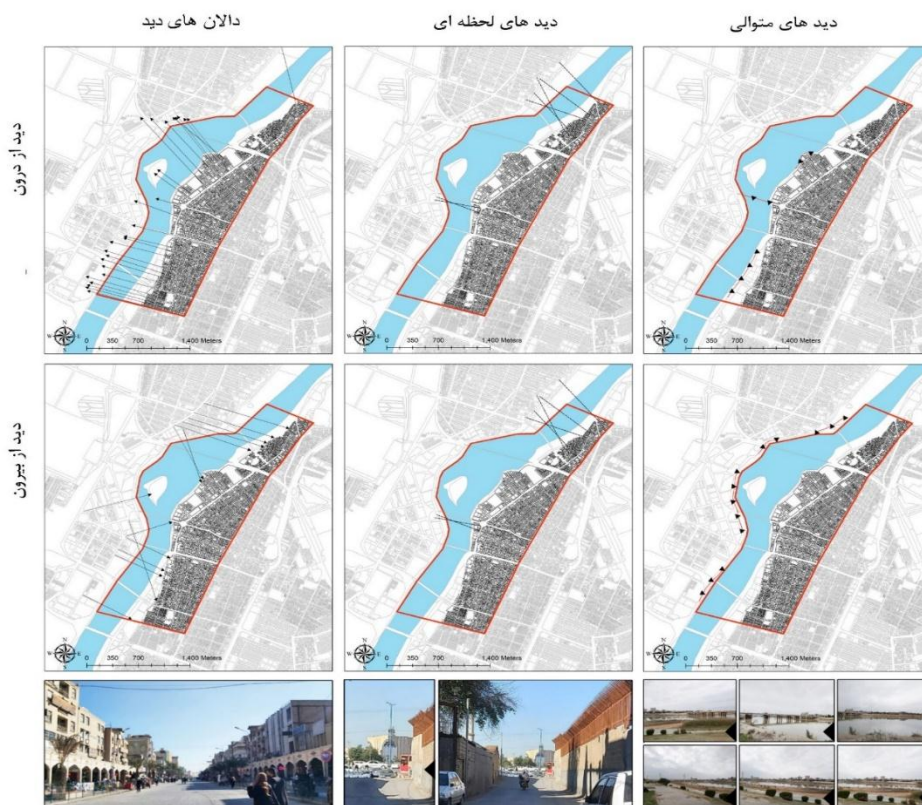 دید های متوالی
دید های لحظه ای
دالان های دید
دید از درون
N
W E
S
0 350 700 1,400 Meters
N
W E
S
0 350 700 1,400 Meters
N
W E
S
0 350 700 1,400 Meters
دید از بیرون
N
W E
S
0 350 700 1,400 Meters
N
W E
S
0 350 700 1,400 Meters
N
W E
S
0 350 700 1,400 Meters